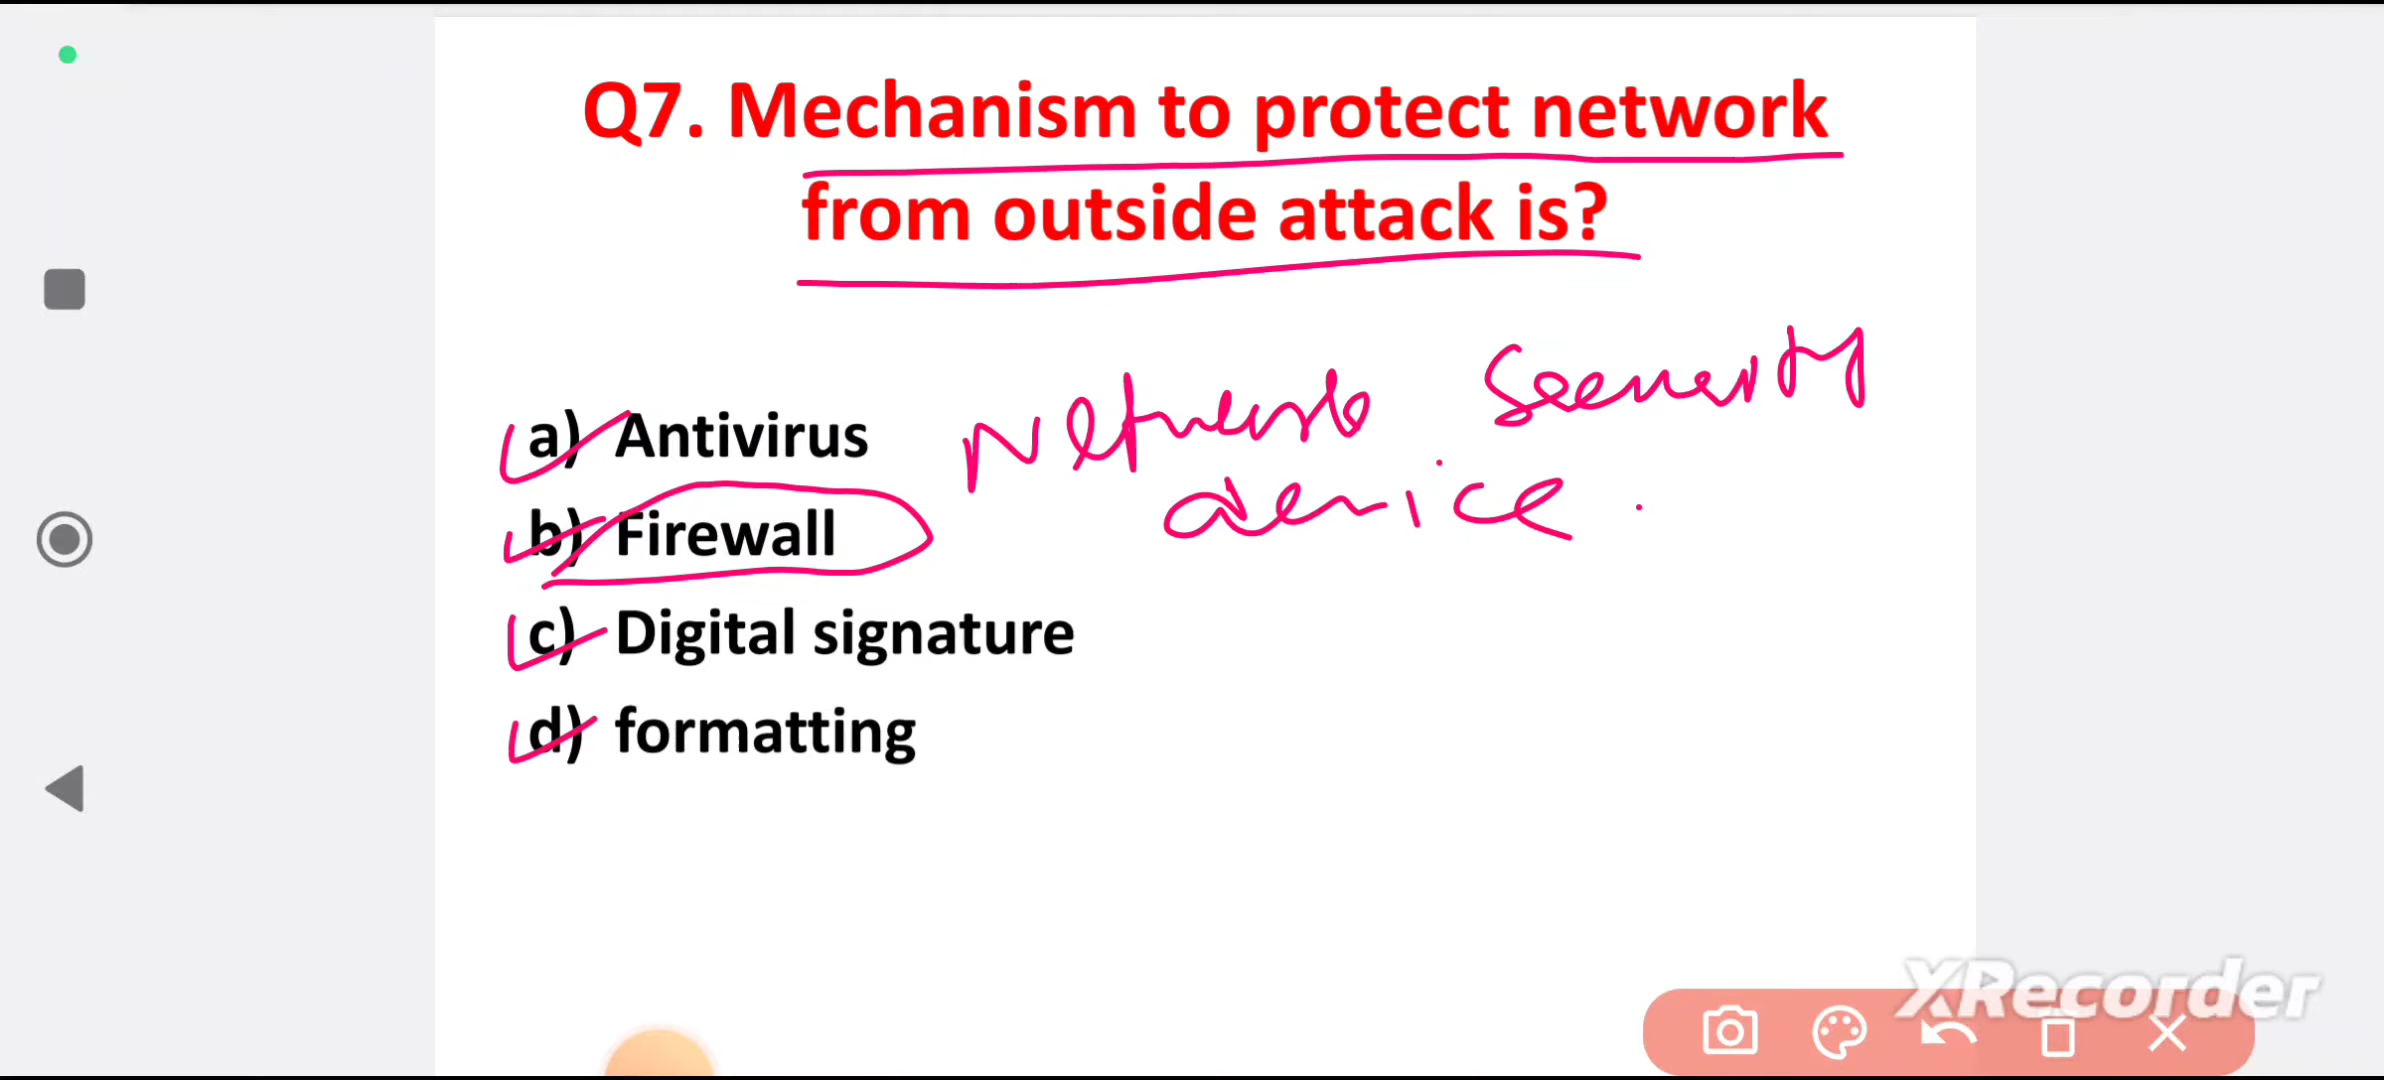 Q7. Mechanism to protect network
from outside attack is?
a) Antivirus
Network Security
device.
b) Firewall
c) Digital signature
d) formatting
XRecorder